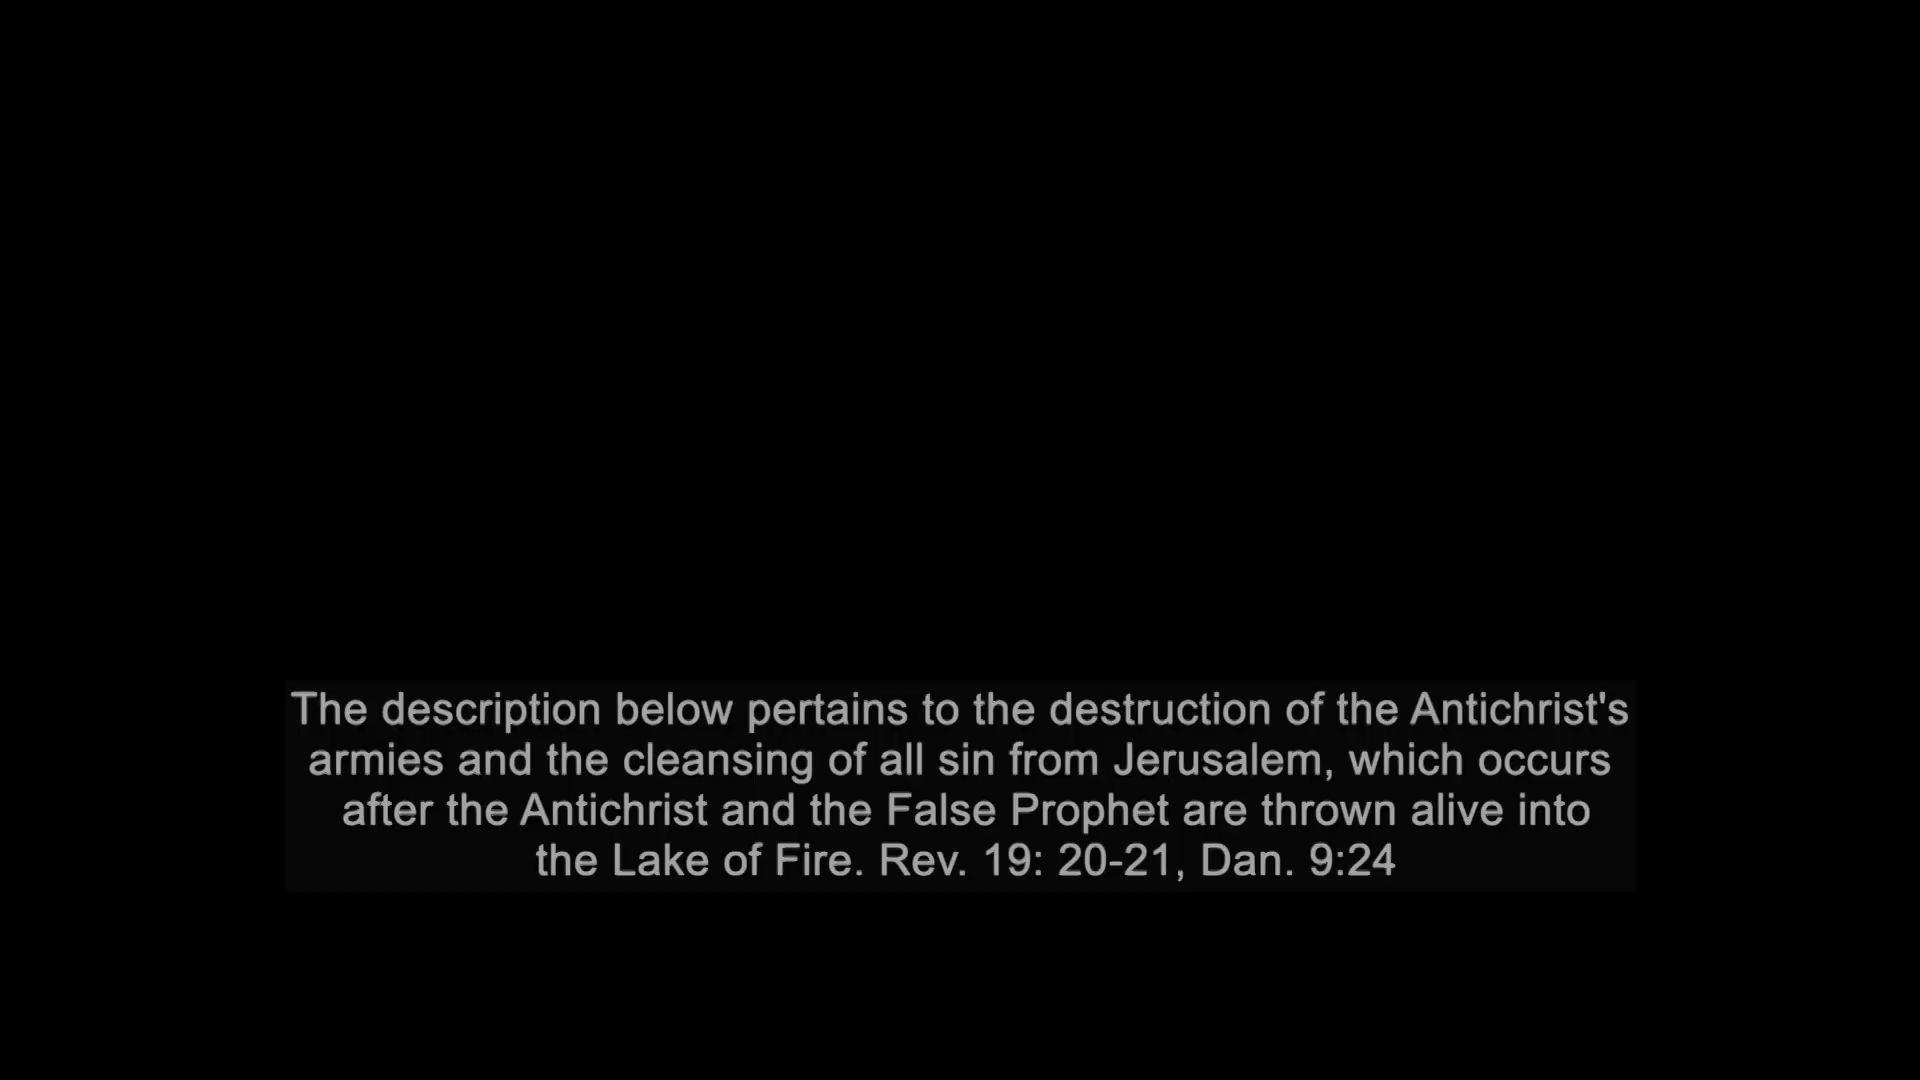 The description below pertains to the destruction of the Antichrist's
armies and the cleansing of all sin from Jerusalem, which occurs
after the Antichrist and the False Prophet are thrown alive into
the Lake of Fire. Rev. 19: 20-21, Dan. 9:24